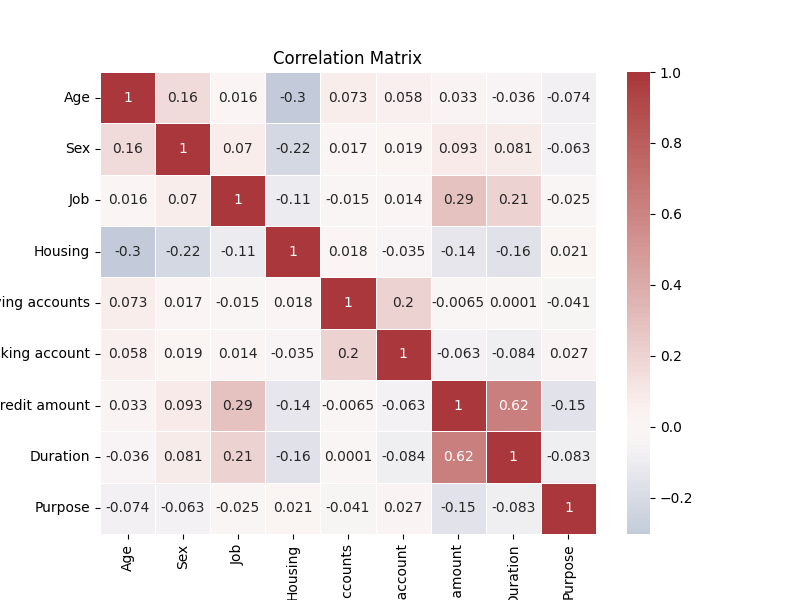 Correlation Matrix
Age 1 0.16 0.016 -0.3 0.073 0.058 0.033 -0.036 -0.074
Sex 0.16 1 0.07 -0.22 0.017 0.019 0.093 0.081 -0.063
Job 0.016 0.07 1 -0.11 -0.015 0.014 0.29 0.21 -0.025
Housing -0.3 -0.22 -0.11 1 0.018 -0.035 -0.14 -0.16 0.021
ving accounts 0.073 0.017 -0.015 0.018 1 0.2 -0.0065 0.0001 -0.041
king account 0.058 0.019 0.014 -0.035 0.2 1 -0.063 -0.084 0.027
redit amount 0.033 0.093 0.29 -0.14 -0.0065 -0.063 1 0.62 -0.15
Duration -0.036 0.081 0.21 -0.16 0.0001 -0.084 0.62 1 -0.083
Purpose -0.074 -0.063 -0.025 0.021 -0.041 0.027 -0.15 -0.083 1
Age Sex Job Housing ccounts account amount Duration Purpose
1.0
0.8
0.6
0.4
0.2
0.0
−0.2